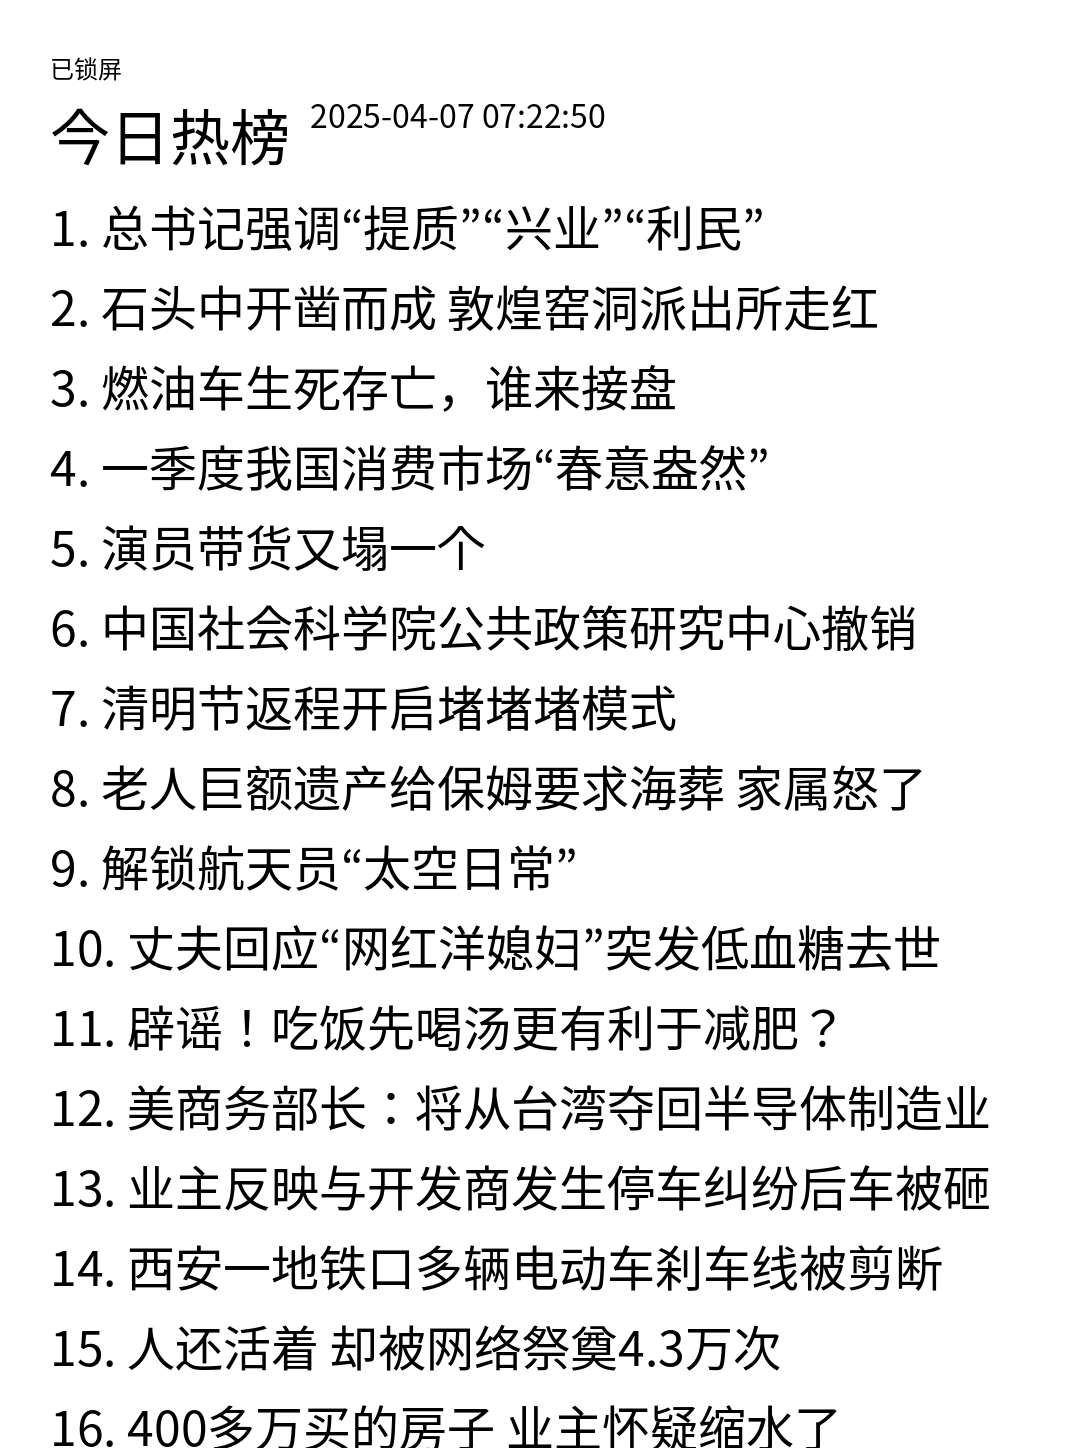 已锁屏
今日热榜 2025-04-07 07:22:50
1. 总书记强调“提质”“兴业”“利民”
2. 石头中开凿而成 敦煌窑洞派出所走红
3. 燃油车生死存亡，谁来接盘
4. 一季度我国消费市场“春意盎然”
5. 演员带货又塌一个
6. 中国社会科学院公共政策研究中心撤销
7. 清明节返程开启堵堵堵模式
8. 老人巨额遗产给保姆要求海葬 家属怒了
9. 解锁航天员“太空日常”
10. 丈夫回应“网红洋媳妇”突发低血糖去世
11. 辟谣！吃饭先喝汤更有利于减肥？
12. 美商务部长：将从台湾夺回半导体制造业
13. 业主反映与开发商发生停车纠纷后车被砸
14. 西安一地铁口多辆电动车刹车线被剪断
15. 人还活着 却被网络祭奠4.3万次
16. 400多万买的房子 业主怀疑缩水了